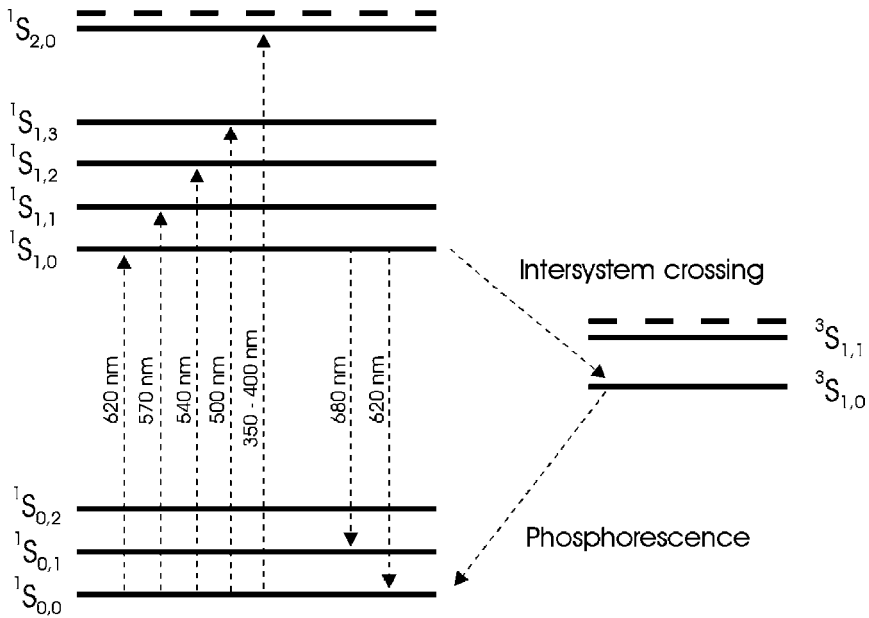 ¹S₂,₀
¹S₁,₃
¹S₁,₂
¹S₁,₁
¹S₁,₀
Intersystem crossing
³S₁,₁
³S₁,₀
620 nm
570 nm
540 nm
500 nm
350 - 400 nm
680 nm
620 nm
¹S₀,₂
¹S₀,₁
¹S₀,₀
Phosphorescence